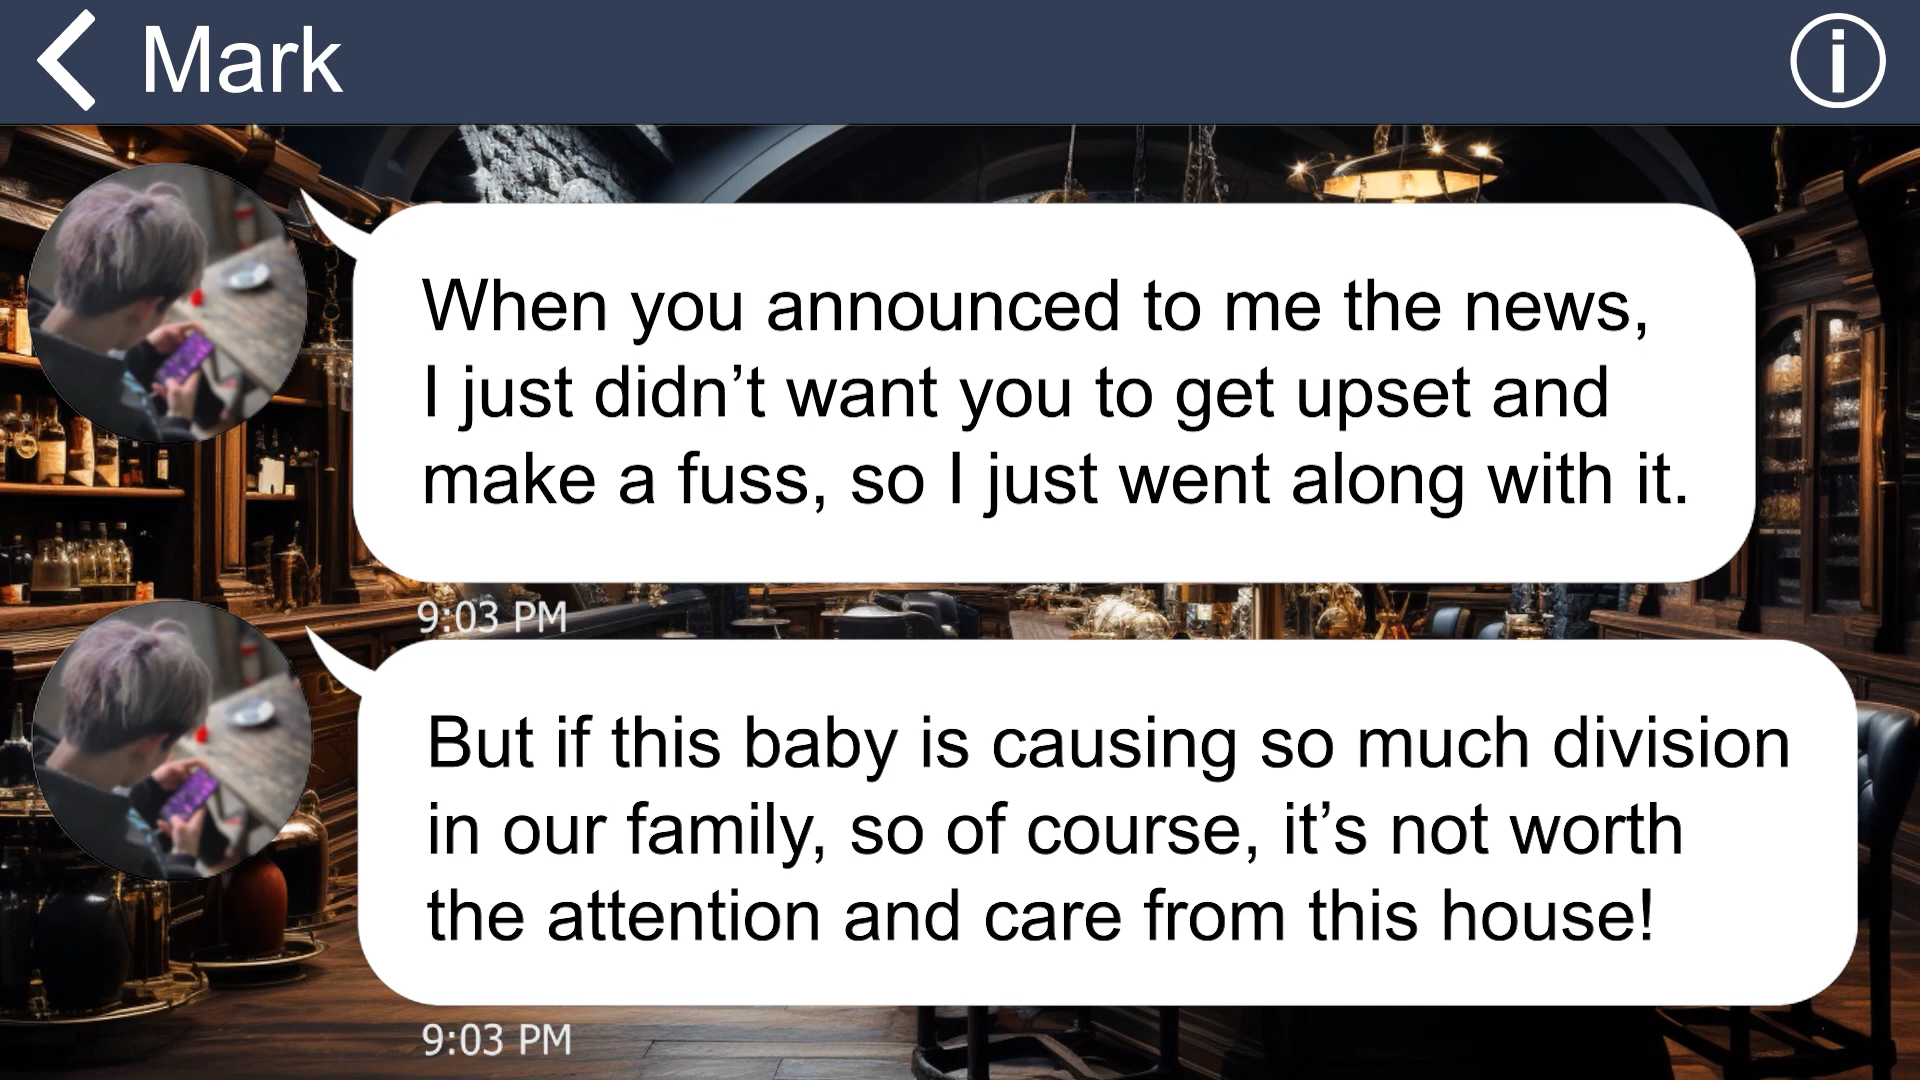 Mark
When you announced to me the news,
I just didn’t want you to get upset and
make a fuss, so I just went along with it.
9:03 PM
But if this baby is causing so much division
in our family, so of course, it’s not worth
the attention and care from this house!
9:03 PM